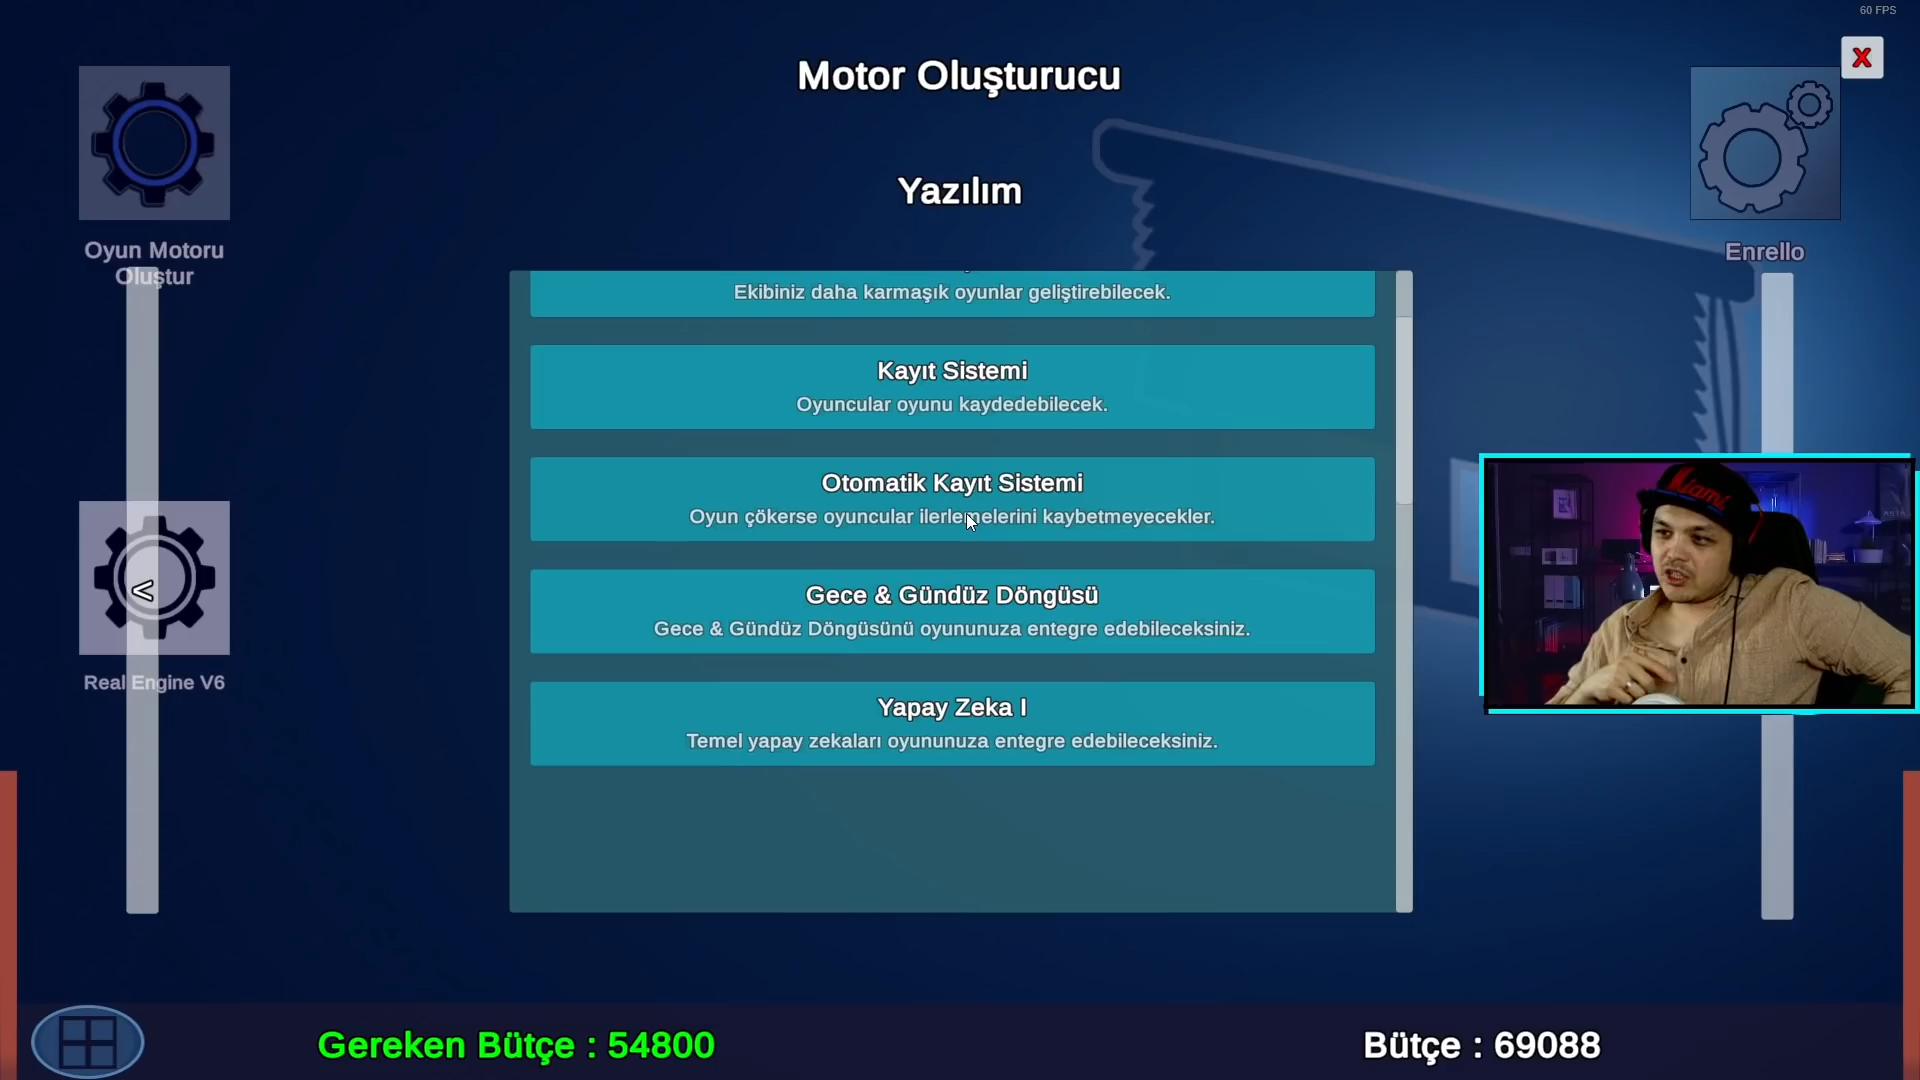 60 FPS
Motor Oluşturucu
X
Yazılım
Oyun Motoru
Oluştur
Enrello
Ekibiniz daha karmaşık oyunlar geliştirebilecek.
Kayıt Sistemi
Oyuncular oyunu kaydedebilecek.
Otomatik Kayıt Sistemi
Oyun çökerse oyuncular ilerlemelerini kaybetmeyecekler.
Gece & Gündüz Döngüsü
Gece & Gündüz Döngüsünü oyununuza entegre edebileceksiniz.
<
Real Engine V6
Yapay Zeka I
Temel yapay zekaları oyununuza entegre edebileceksiniz.
Miami
Gereken Bütçe : 54800
Bütçe : 69088